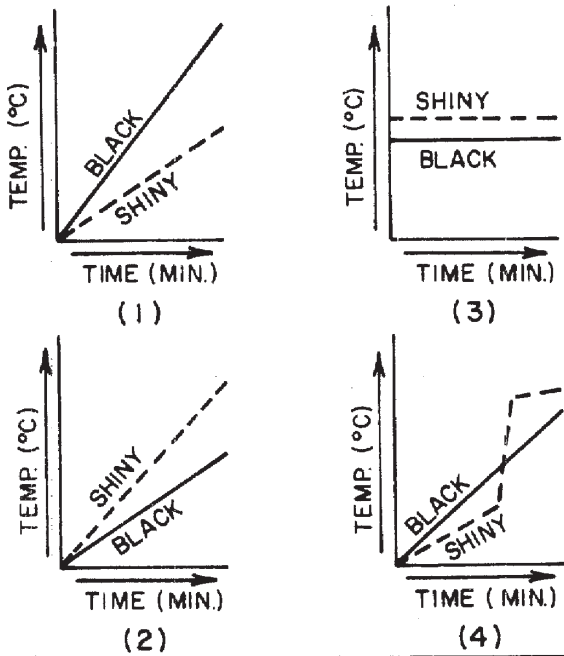 TEMP. (°C)
BLACK
SHINY
TIME (MIN.)
(1)
TEMP. (°C)
SHINY
BLACK
TIME (MIN.)
(3)
TEMP. (°C)
SHINY
BLACK
TIME (MIN.)
(2)
TEMP. (°C)
BLACK
SHINY
TIME (MIN.)
(4)